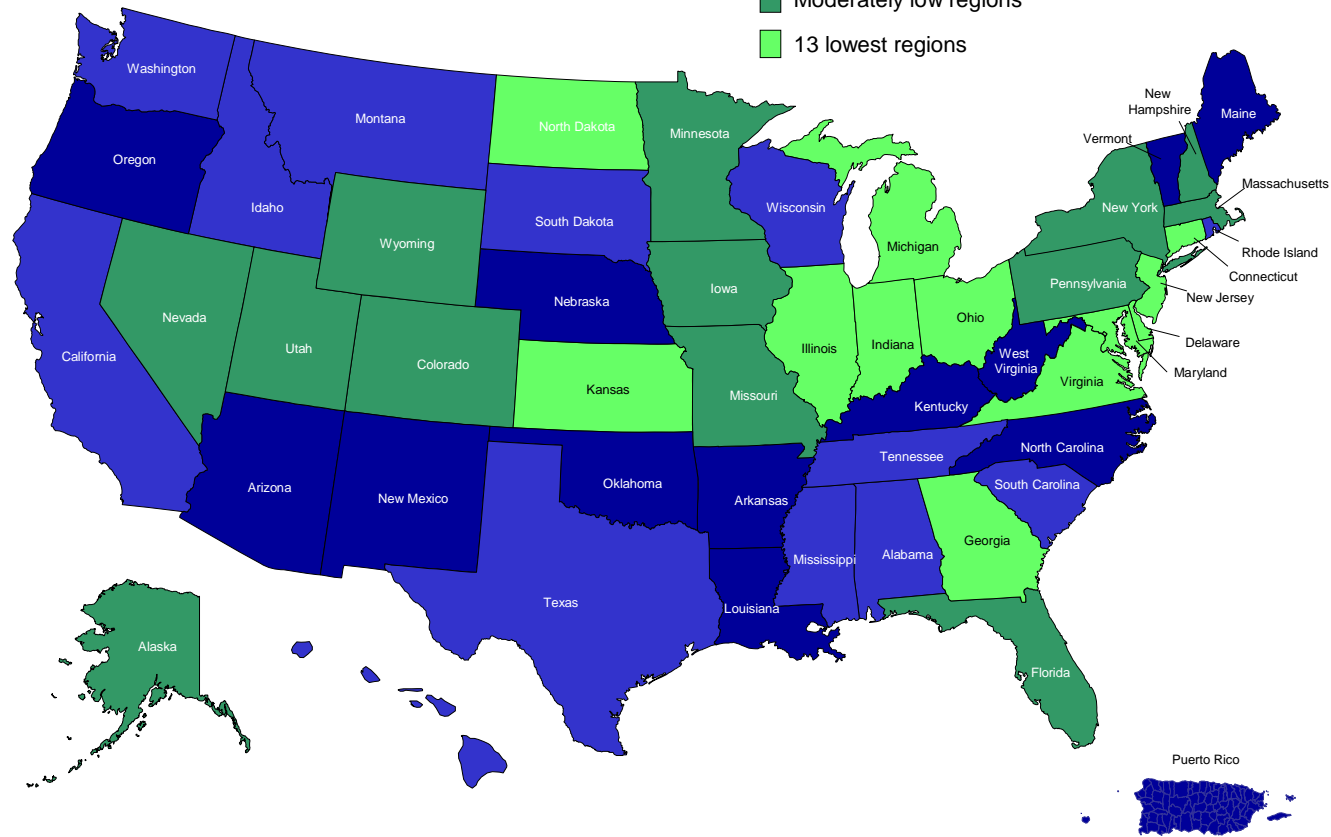 Moderately low regions
13 lowest regions
Washington
Montana
North Dakota
Minnesota
New
Hampshire
Maine
Vermont
Oregon
Idaho
South Dakota
Wisconsin
Massachusetts
New York
Wyoming
Michigan
Rhode Island
Connecticut
Nebraska
Iowa
Pennsylvania
New Jersey
Nevada
Ohio
California
Utah
Colorado
Illinois
Indiana
West
Virginia
Delaware
Maryland
Kansas
Missouri
Virginia
Kentucky
Tennessee
North Carolina
Arizona
New Mexico
Oklahoma
Arkansas
South Carolina
Georgia
Mississippi
Alabama
Texas
Louisiana
Alaska
Florida
Puerto Rico